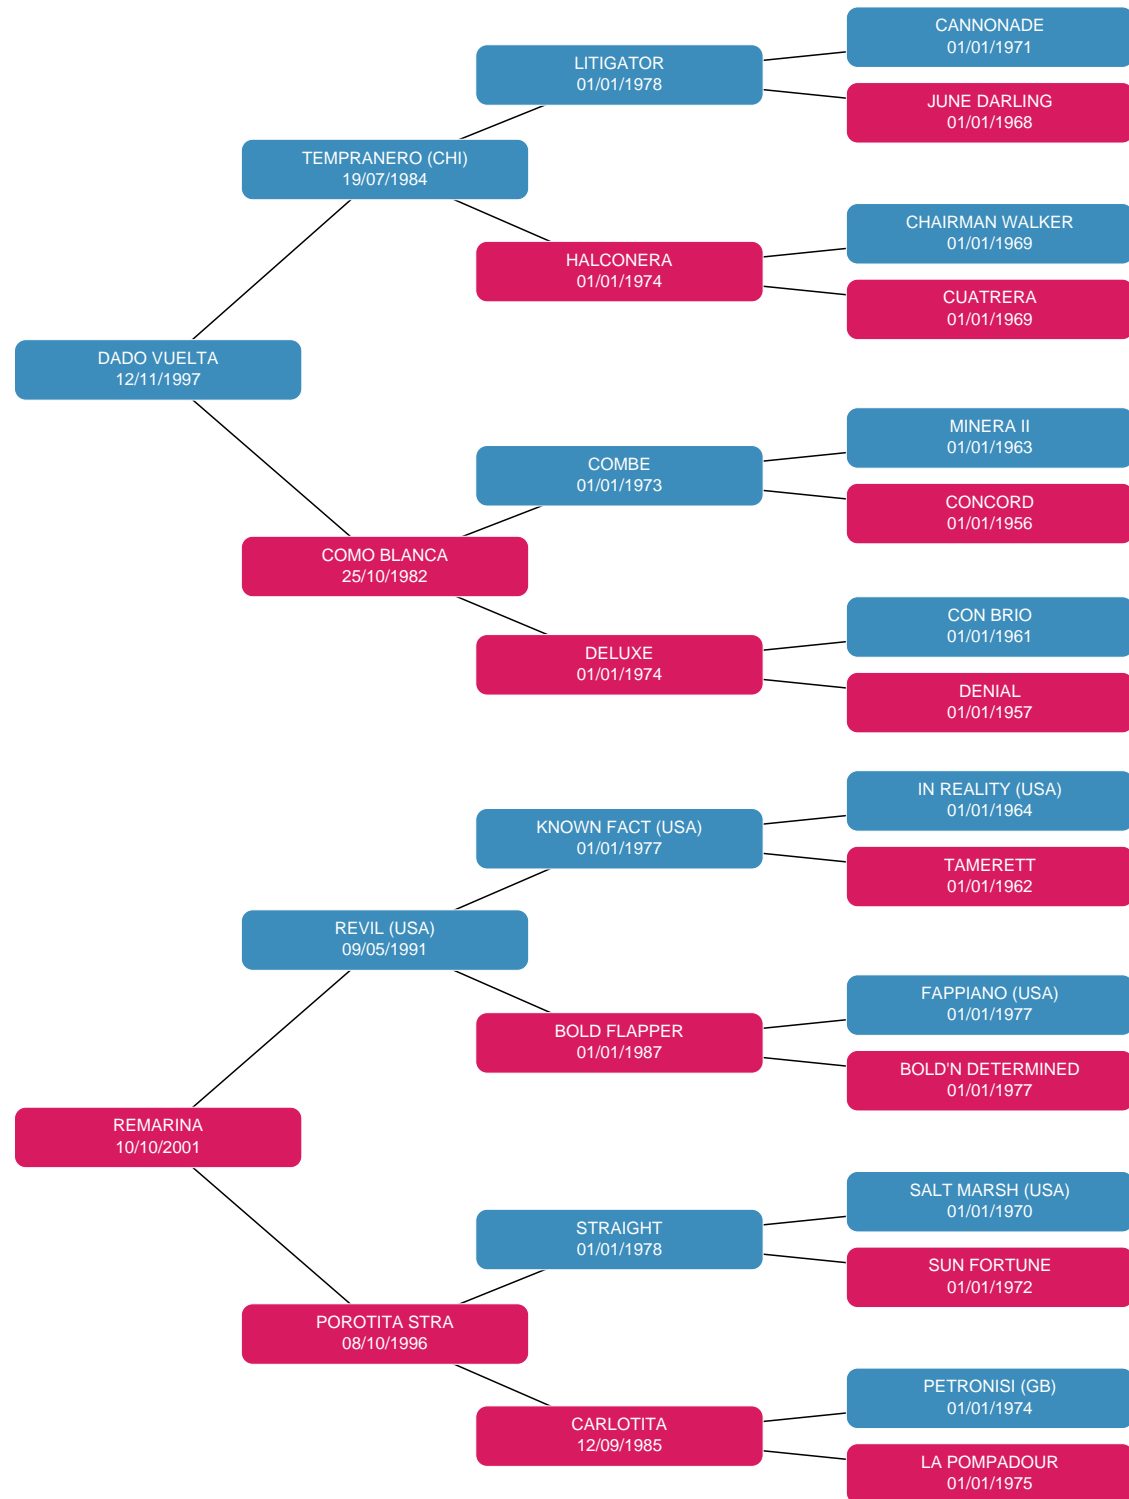 CANNONADE
01/01/1971
LITIGATOR
01/01/1978
JUNE DARLING
01/01/1968
TEMPRANERO (CHI)
19/07/1984
CHAIRMAN WALKER
01/01/1969
HALCONERA
01/01/1974
CUATRERA
01/01/1969
DADO VUELTA
12/11/1997
MINERA II
01/01/1963
COMBE
01/01/1973
CONCORD
01/01/1956
COMO BLANCA
25/10/1982
CON BRIO
01/01/1961
DELUXE
01/01/1974
DENIAL
01/01/1957
IN REALITY (USA)
01/01/1964
KNOWN FACT (USA)
01/01/1977
TAMERETT
01/01/1962
REVIL (USA)
09/05/1991
FAPPIANO (USA)
01/01/1977
BOLD FLAPPER
01/01/1987
BOLD'N DETERMINED
01/01/1977
REMARINA
10/10/2001
SALT MARSH (USA)
01/01/1970
STRAIGHT
01/01/1978
SUN FORTUNE
01/01/1972
POROTITA STRA
08/10/1996
PETRONISI (GB)
01/01/1974
CARLOTITA
12/09/1985
LA POMPADOUR
01/01/1975